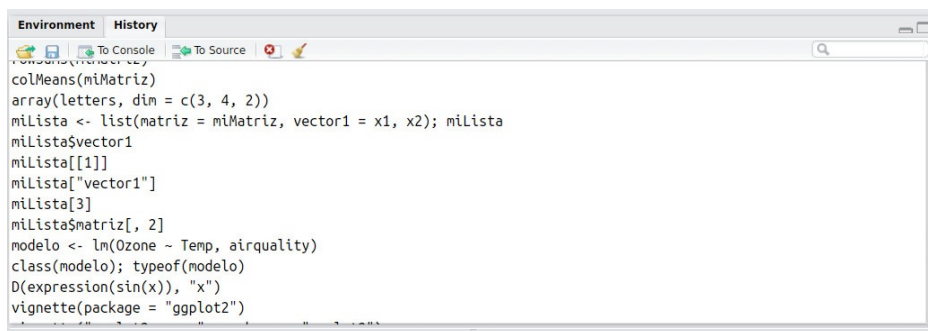 Environment History
To Console To Source
colMeans(miMatriz)
array(letters, dim = c(3, 4, 2))
miLista <- list(matriz = miMatriz, vector1 = x1, x2); miLista
miLista$vector1
miLista[[1]]
miLista["vector1"]
miLista[3]
miLista$matriz[, 2]
modelo <- lm(Ozone ~ Temp, airquality)
class(modelo); typeof(modelo)
D(expression(sin(x)), "x")
vignette(package = "ggplot2")